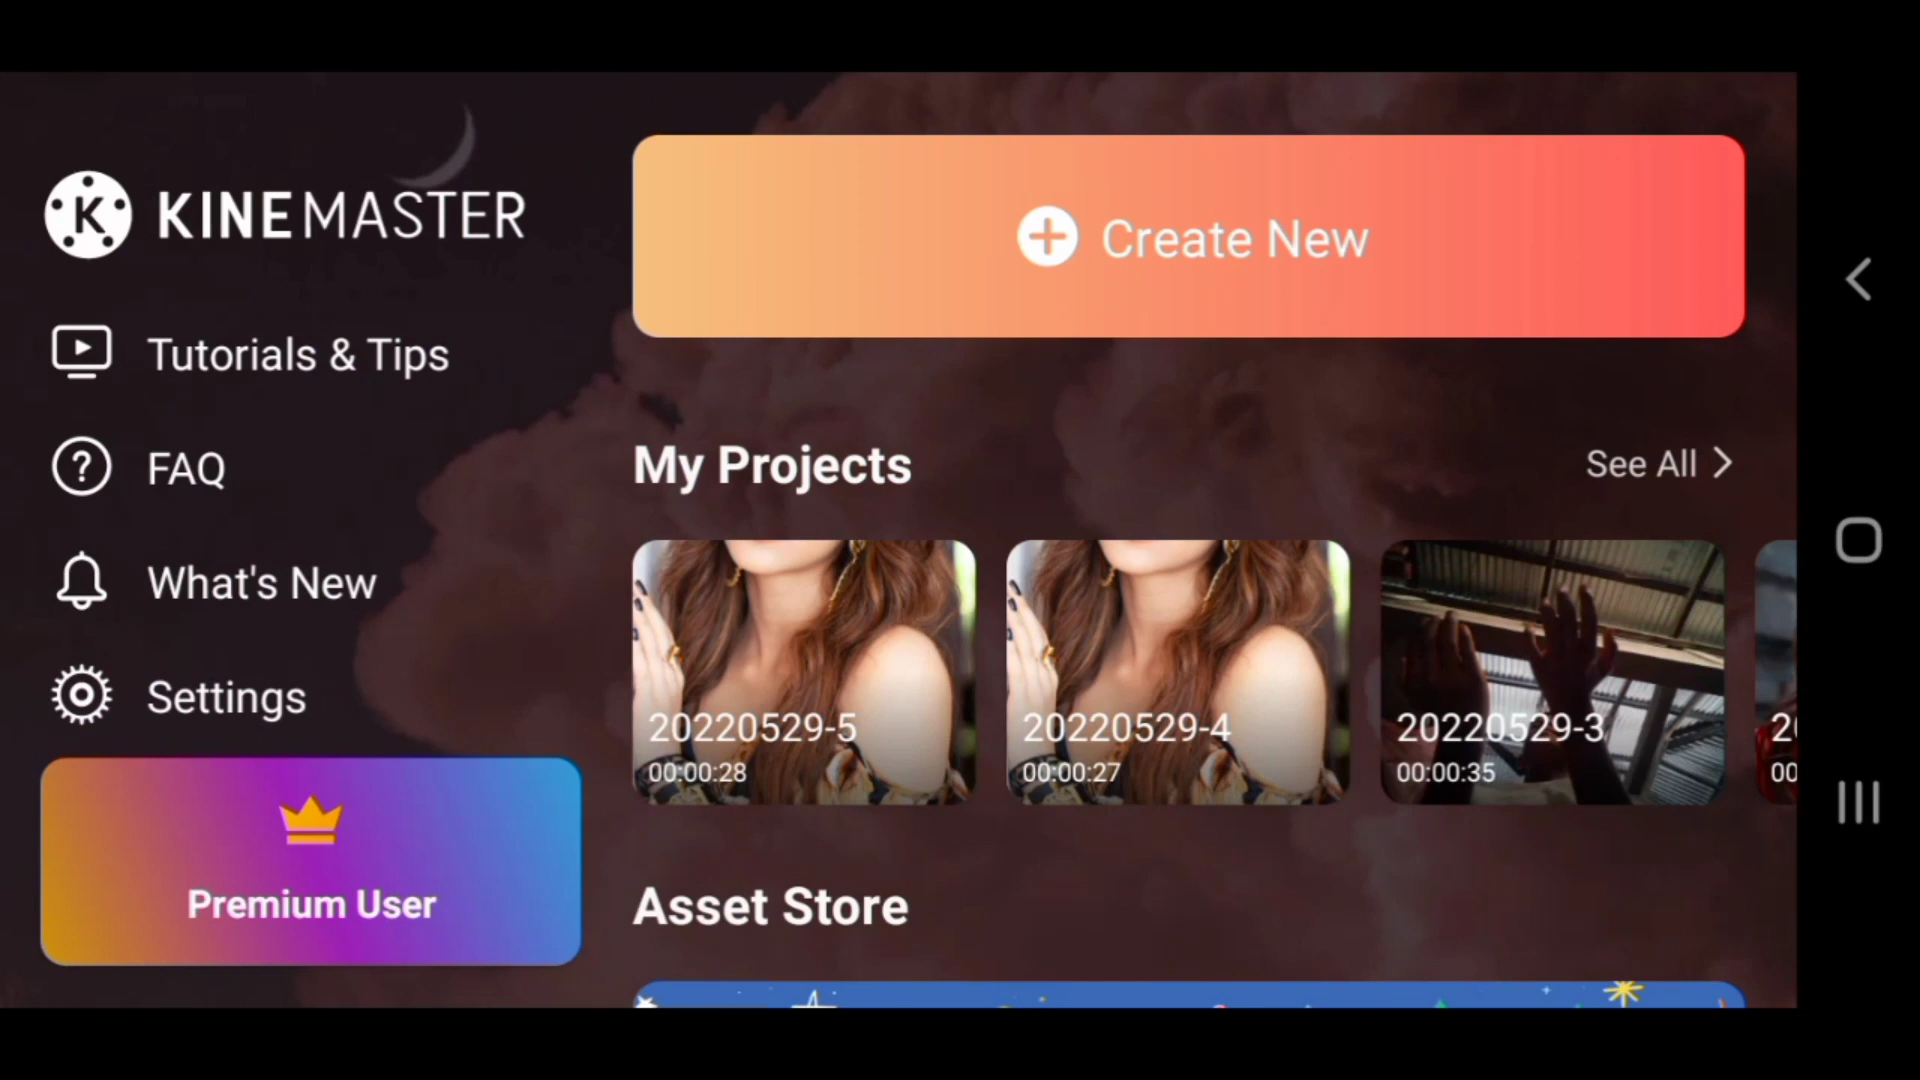 KINEMASTER
Tutorials & Tips
FAQ
What's New
Settings
Premium User
Create New
My Projects
See All
20220529-5
00:00:28
20220529-4
00:00:27
20220529-3
00:00:35
Asset Store